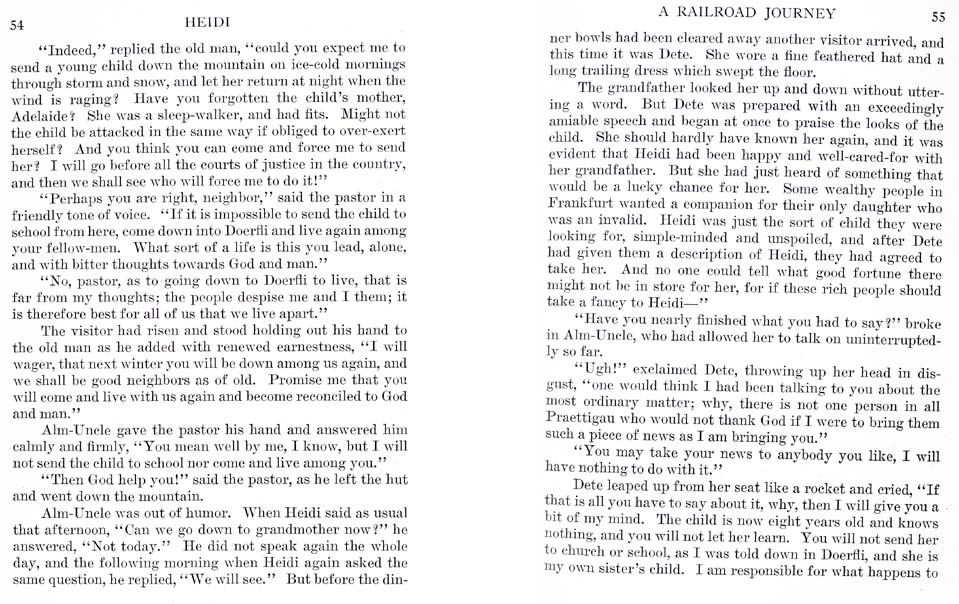 54
HEIDI
"Indeed," replied the old man, "could you expect me to
send a young child down the mountain on ice-cold mornings
through storm and snow, and let her return at night when the
wind is raging? Have you forgotten the child's mother,
Adelaide? She was a sleep-walker, and had fits. Might not
the child be attacked in the same way if obliged to over-exert
herself? And you think you can come and force me to send
her? I will go before all the courts of justice in the country,
and then we shall see who will force me to do it!"
"Perhaps you are right, neighbor," said the pastor in a
friendly tone of voice. "If it is impossible to send the child to
school from here, come down into Doerfli and live again among
your fellow-men. What sort of a life is this you lead, alone,
and with bitter thoughts towards God and man."
"No, pastor, as to going down to Doerfli to live, that is
far from my thoughts; the people despise me and I them; it
is therefore best for all of us that we live apart."
The visitor had risen and stood holding out his hand to
the old man as he added with renewed earnestness, "I will
wager, that next winter you will be down among us again, and
we shall be good neighbors as of old. Promise me that you
will come and live with us again and become reconciled to God
and man."
Alm-Uncle gave the pastor his hand and answered him
calmly and firmly, "You mean well by me, I know, but I will
not send the child to school nor come and live among you."
"Then God help you!" said the pastor, as he left the hut
and went down the mountain.
Alm-Uncle was out of humor. When Heidi said as usual
that afternoon, "Can we go down to grandmother now?" he
answered, "Not today." He did not speak again the whole
day, and the following morning when Heidi again asked the
same question, he replied, "We will see." But before the din-
A RAILROAD JOURNEY
55
ner bowls had been cleared away another visitor arrived, and
this time it was Dete. She wore a fine feathered hat and a
long trailing dress which swept the floor.
The grandfather looked her up and down without utter-
ing a word. But Dete was prepared with an exceedingly
amiable speech and began at once to praise the looks of the
child. She should hardly have known her again, and it was
evident that Heidi had been happy and well-cared-for with
her grandfather. But she had just heard of something that
would be a lucky chance for her. Some wealthy people in
Frankfurt wanted a companion for their only daughter who
was an invalid. Heidi was just the sort of child they were
looking for, simple-minded and unspoiled, and after Dete
had given them a description of Heidi, they had agreed to
take her. And no one could tell what good fortune there
might not be in store for her, for if these rich people should
take a fancy to Heidi—"
"Have you nearly finished what you had to say?" broke
in Alm-Uncle, who had allowed her to talk on uninterrupted-
ly so far.
"Ugh!" exclaimed Dete, throwing up her head in dis-
gust, "one would think I had been talking to you about the
most ordinary matter; why, there is not one person in all
Praettigau who would not thank God if I were to bring them
such a piece of news as I am bringing you."
"You may take your news to anybody you like, I will
have nothing to do with it."
Dete leaped up from her seat like a rocket and cried, "If
that is all you have to say about it, why, then I will give you a
bit of my mind. The child is now eight years old and knows
nothing, and you will not let her learn. You will not send her
to church or school, as I was told down in Doerfli, and she is
my own sister's child. I am responsible for what happens to